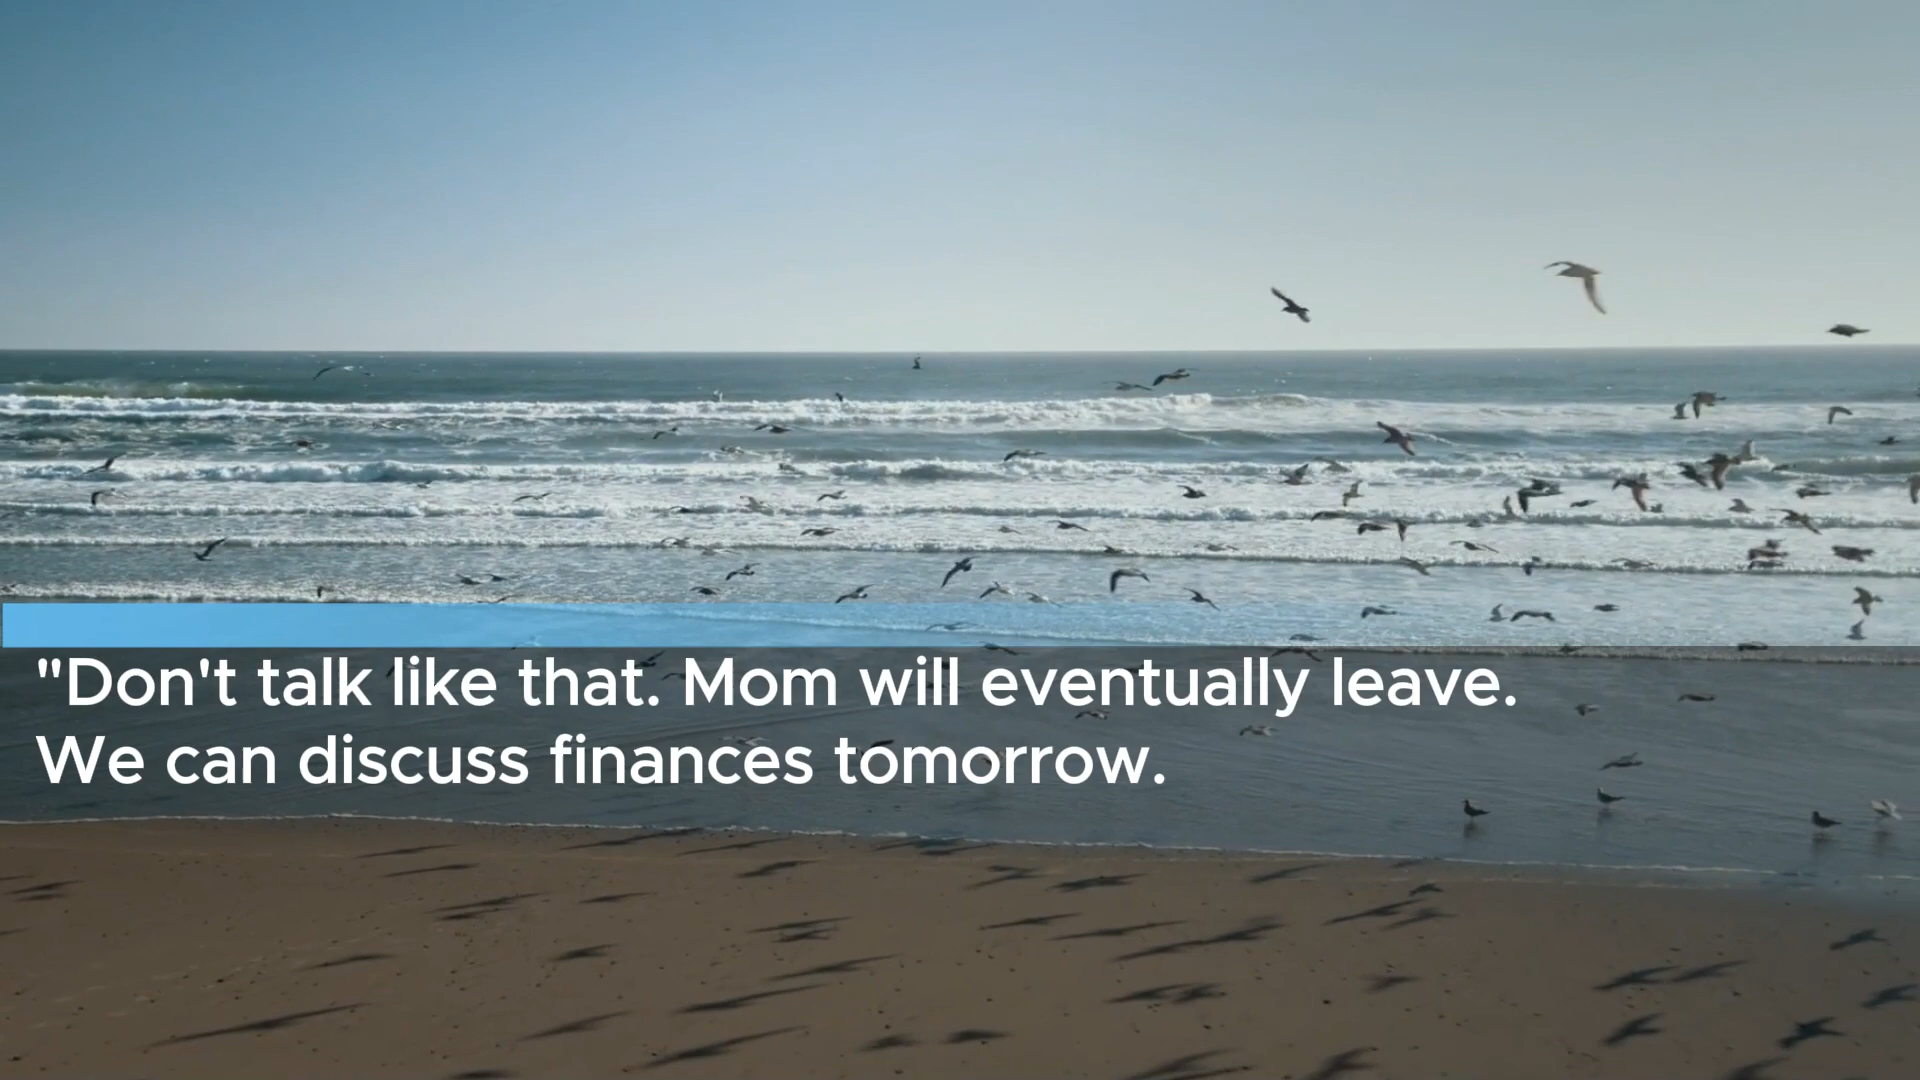 "Don't talk like that. Mom will eventually leave.
We can discuss finances tomorrow.